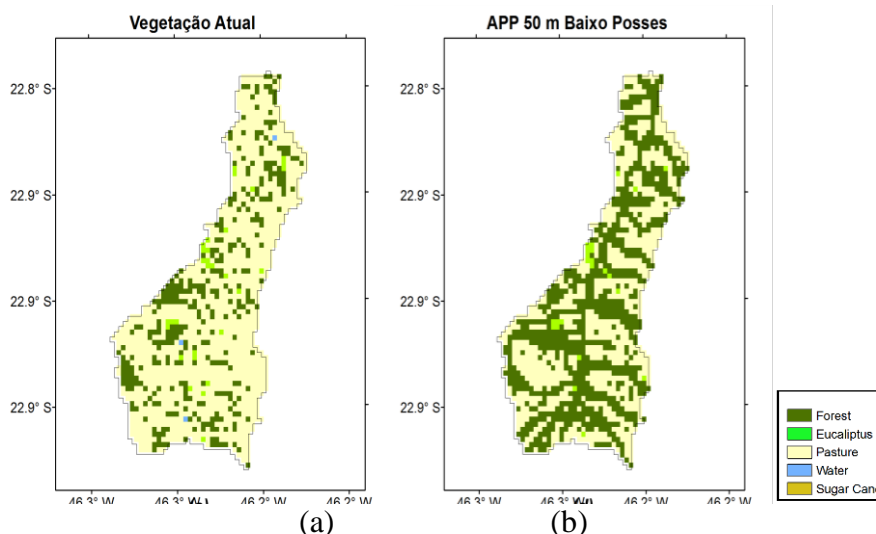 Vegetação Atual
APP 50 m Baixo Posses
22.8° S
22.9° S
22.9° S
22.9° S
22.8° S
22.9° S
22.9° S
22.9° S
46.3° W
46.2° W
46.2° W
46.3°
46.2° W
46.2° W
Forest
Eucaliptus
Pasture
Water
Sugar Cane
(a)
(b)